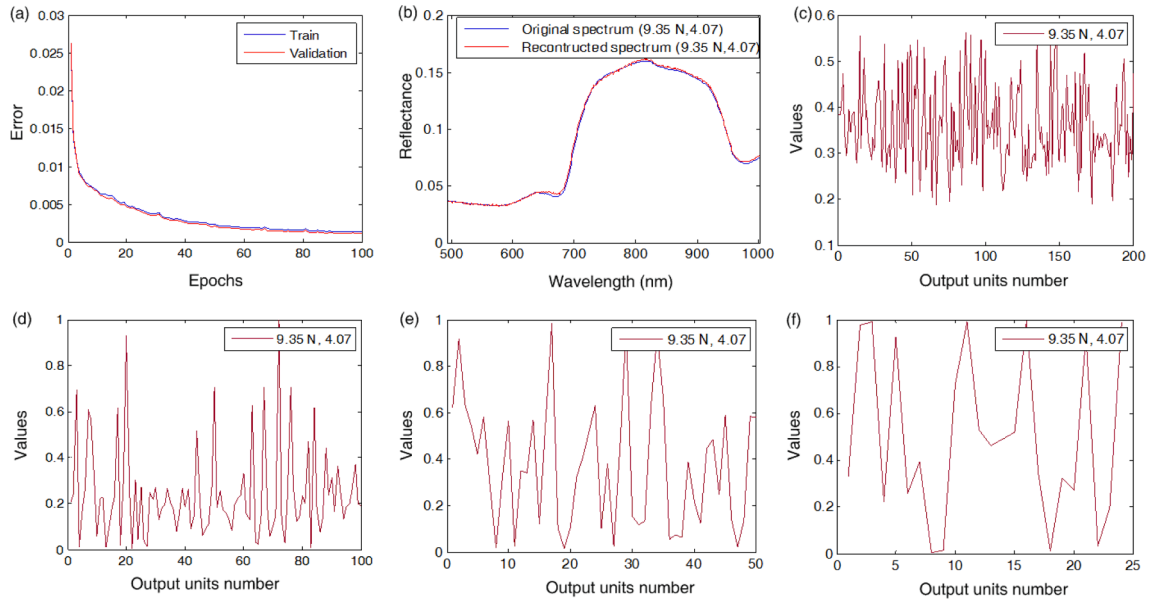 (a)
0.03
0.025
0.02
0.015
0.01
0.005
0
Error
Train
Validation
0 20 40 60 80 100
Epochs
(b)
0.2
0.15
0.1
0.05
0
Reflectance
Original spectrum (9.35 N,4.07)
Recontructed spectrum (9.35 N,4.07)
500 600 700 800 900 1000
Wavelength (nm)
(c)
0.6
0.5
0.4
0.3
0.2
0.1
Values
9.35 N, 4.07
0 50 100 150 200
Output units number
(d)
1
0.8
0.6
0.4
0.2
0
Values
9.35 N, 4.07
0 20 40 60 80 100
Output units number
(e)
1
0.8
0.6
0.4
0.2
0
Values
9.35 N, 4.07
0 10 20 30 40 50
Output units number
(f)
1
0.8
0.6
0.4
0.2
0
Values
9.35 N, 4.07
0 5 10 15 20 25
Output units number